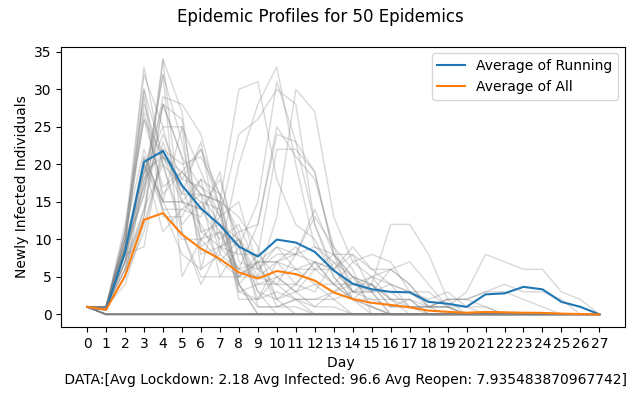 Epidemic Profiles for 50 Epidemics
35
30
25
20
15
10
5
0
Newly Infected Individuals
Average of Running
Average of All
0 1 2 3 4 5 6 7 8 9 10 11 12 13 14 15 16 17 18 19 20 21 22 23 24 25 26 27
Day
DATA:[Avg Lockdown: 2.18 Avg Infected: 96.6 Avg Reopen: 7.935483870967742]